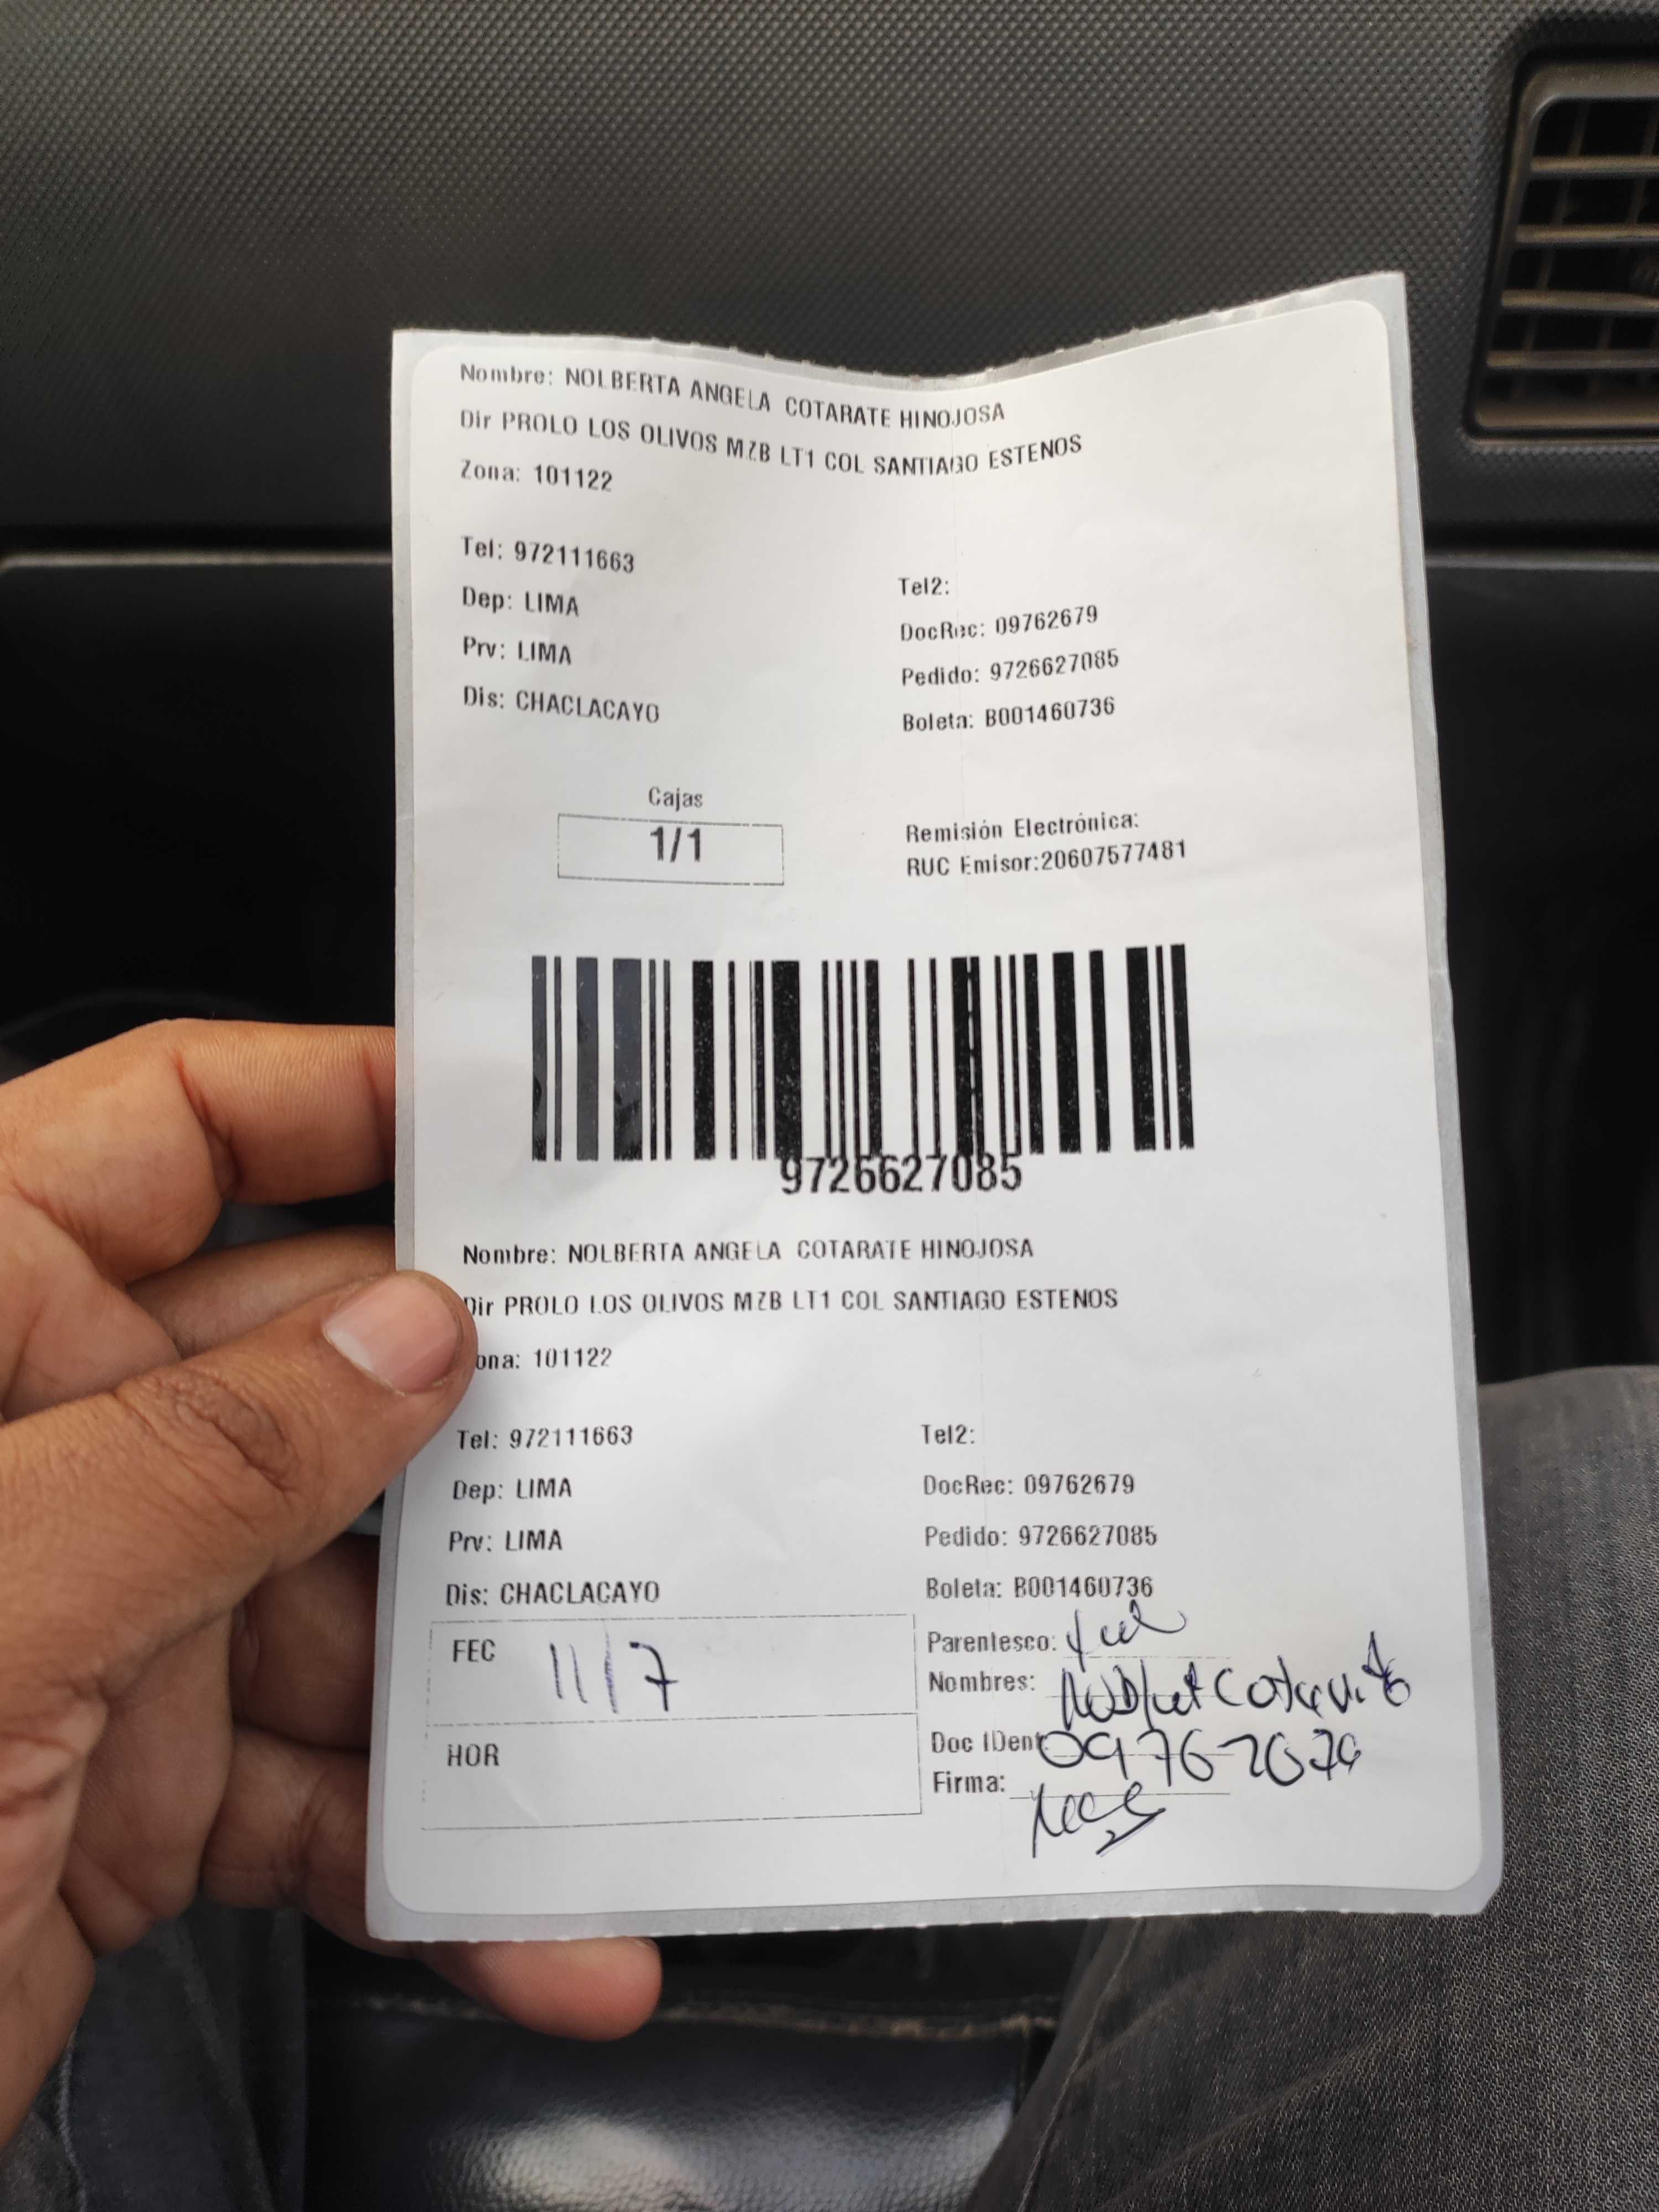 Nombre: NOLBERTA ANGELA COTARATE HINOJOSA
Dir PROLO LOS OLIVOS MZB LT1 COL SANTIAGO ESTENOS
Zona: 101122
Tel: 972111663
Tel2:
Dep: LIMA
DocRec: 09762679
Prv: LIMA
Pedido: 9726627085
Dis: CHACLACAYO
Boleta: B001460736
Cajas
1/1
Remisión Electrónica:
RUC Emisor:20607577481
9726627085
Nombre: NOLBERTA ANGELA COTARATE HINOJOSA
Dir PROLO LOS OLIVOS MZB LT1 COL SANTIAGO ESTENOS
ona: 101122
Tel: 972111663
Tel2:
Dep: LIMA
DocRec: 09762679
Prv: LIMA
Pedido: 9726627085
Dis: CHACLACAYO
Boleta: B001460736
FEC 11/7
Parentesco:
Nombres:
HOR
Doc IDent:
Firma: